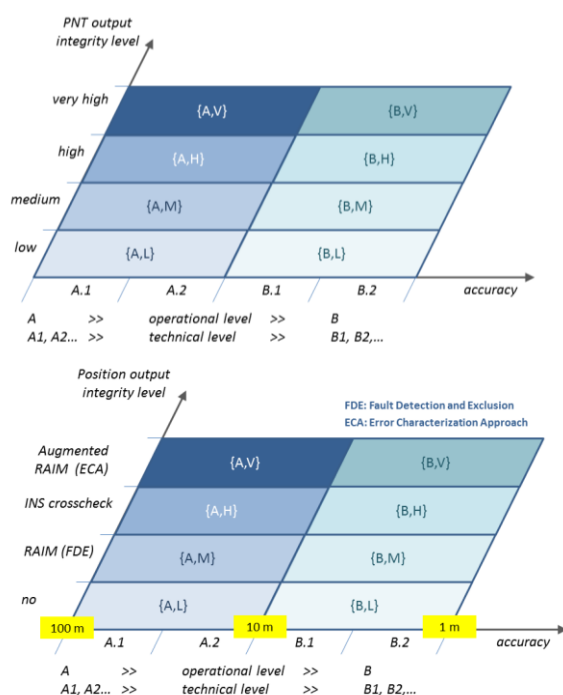 PNT output
integrity level
very high
{A,V}
{B,V}
high
{A,H}
{B,H}
medium
{A,M}
{B,M}
low
{A,L}
{B,L}
A.1
A.2
B.1
B.2
accuracy
A >> operational level >> B
A1, A2... >> technical level >> B1, B2,...
Position output
integrity level
FDE: Fault Detection and Exclusion
ECA: Error Characterization Approach
Augmented
RAIM (ECA)
{A,V}
{B,V}
INS crosscheck
{A,H}
{B,H}
RAIM (FDE)
{A,M}
{B,M}
no
{A,L}
{B,L}
100 m
10 m
1 m
A.1
A.2
B.1
B.2
accuracy
A >> operational level >> B
A1, A2... >> technical level >> B1, B2,...